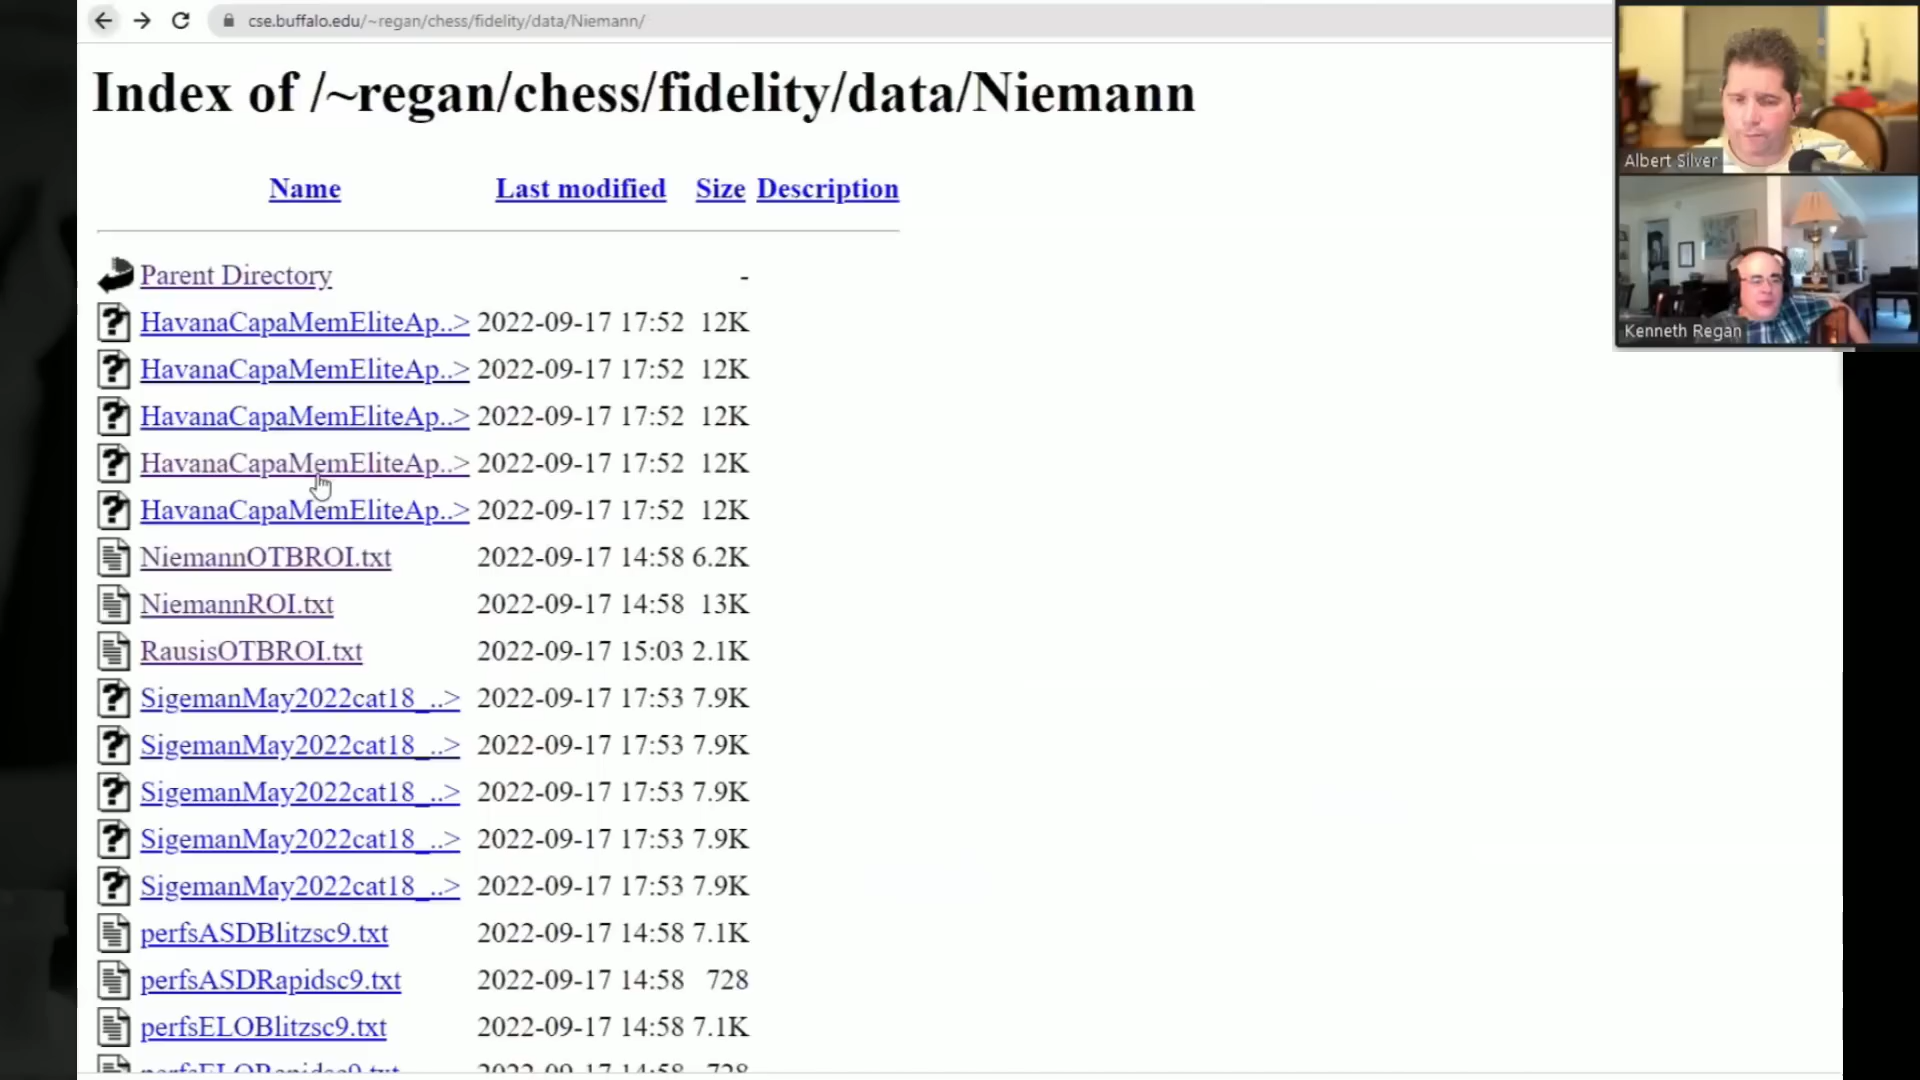 cse.buffalo.edu/~regan/chess/fidelity/data/Niemann/
Index of /~regan/chess/fidelity/data/Niemann
Name Last modified Size Description
Parent Directory -
HavanaCapaMemEliteAp..> 2022-09-17 17:52 12K
HavanaCapaMemEliteAp..> 2022-09-17 17:52 12K
HavanaCapaMemEliteAp..> 2022-09-17 17:52 12K
HavanaCapaMemEliteAp..> 2022-09-17 17:52 12K
HavanaCapaMemEliteAp..> 2022-09-17 17:52 12K
NiemannOTBROI.txt 2022-09-17 14:58 6.2K
NiemannROI.txt 2022-09-17 14:58 13K
RausisOTBROI.txt 2022-09-17 15:03 2.1K
SigemanMay2022cat18_..> 2022-09-17 17:53 7.9K
SigemanMay2022cat18_..> 2022-09-17 17:53 7.9K
SigemanMay2022cat18_..> 2022-09-17 17:53 7.9K
SigemanMay2022cat18_..> 2022-09-17 17:53 7.9K
SigemanMay2022cat18_..> 2022-09-17 17:53 7.9K
perfsASDBlitzsc9.txt 2022-09-17 14:58 7.1K
perfsASDRapidsc9.txt 2022-09-17 14:58 728
perfsELOBlitzsc9.txt 2022-09-17 14:58 7.1K
perfsELORapidsc9.txt 2022-09-17 14:58 728
Albert Silver
Kenneth Regan